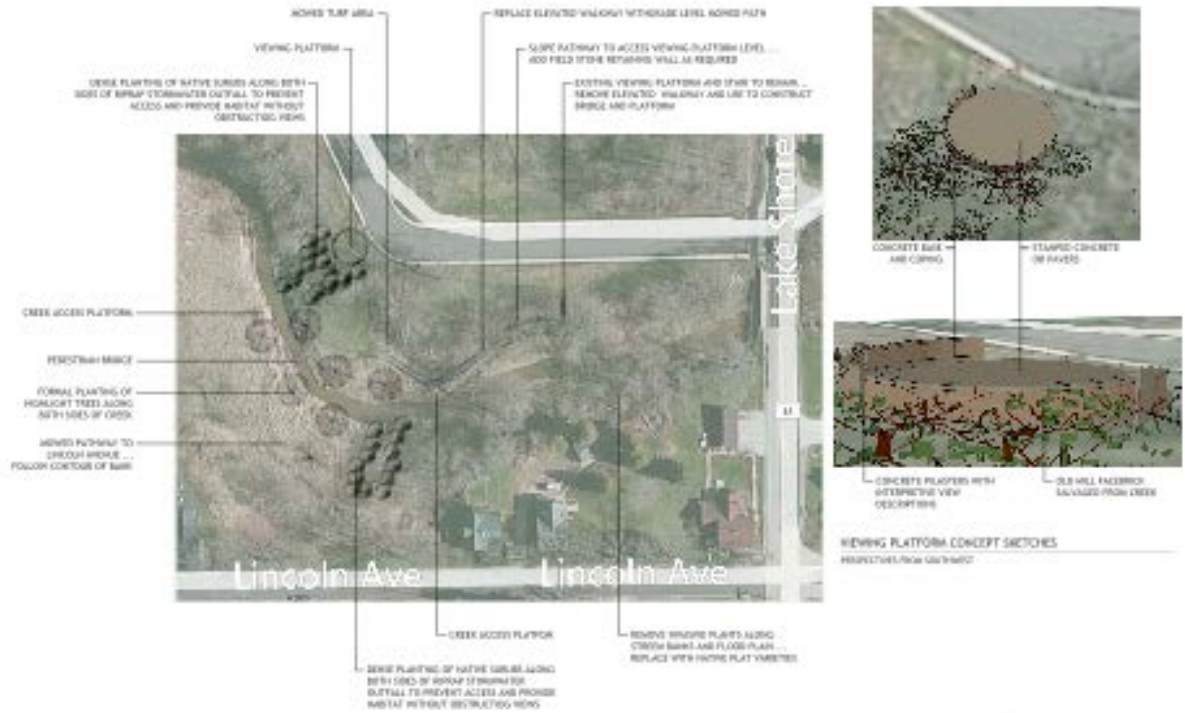 MOWED TURF AREA
REPLACE ELEVATED WALKWAY WITH GRADE LEVEL MOWED PATH
VIEWING PLATFORM
SLOPE PATHWAY TO ACCESS VIEWING PLATFORM LEVEL ...
ADD FIELD STONE RETAINING WALL AS REQUIRED
DENSE PLANTING OF NATIVE SURUBS ALONG BOTH
SIDES OF RIPRAP STORMWATER OUTFALL TO PREVENT
ACCESS AND PROVIDE HABITAT WITHOUT
OBSTRUCTING VIEWS
EXISTING VIEWING PLATFORM AND STAIR TO REMAIN ...
REMOVE ELEVATED WALKWAY AND USE TO CONSTRUCT
BRIDGE AND PLATFORM
Lake Shore
CONCRETE BASE
AND COPING
STAMPED CONCRETE
OR PAVERS
CREEK ACCESS PLATFORM
PEDESTRIAN BRIDGE
FORMAL PLANTING OF
HIGHLIGHT TREES ALONG
BOTH SIDES OF CREEK
MOWED PATHWAY TO
LINCOLN AVENUE ...
FOLLOW CONTOUR OF BANK
CONCRETE PILASTERS WITH
INTERPRETIVE VIEW
DESCRIPTIONS
OLD MILL FACEBRICK
SALVAGED FROM CREEK
VIEWING PLATFORM CONCEPT SKETCHES
PERSPECTIVES FROM SOUTHWEST
Lincoln Ave
Lincoln Ave
CREEK ACCESS PLATFOR
REMOVE INVASIVE PLANTS ALONG
STREEM BANKS AND FLOOD PLAIN ...
REPLACE WITH NATIVE PLAT VARIETIES
DENSE PLANTING OF NATIVE SURUBS ALONG
BOTH SIDES OF RIPRAP STORMWATER
OUTFALL TO PREVENT ACCESS AND PROVIDE
HABITAT WITHOUT OBSTRUCTING VIEWS